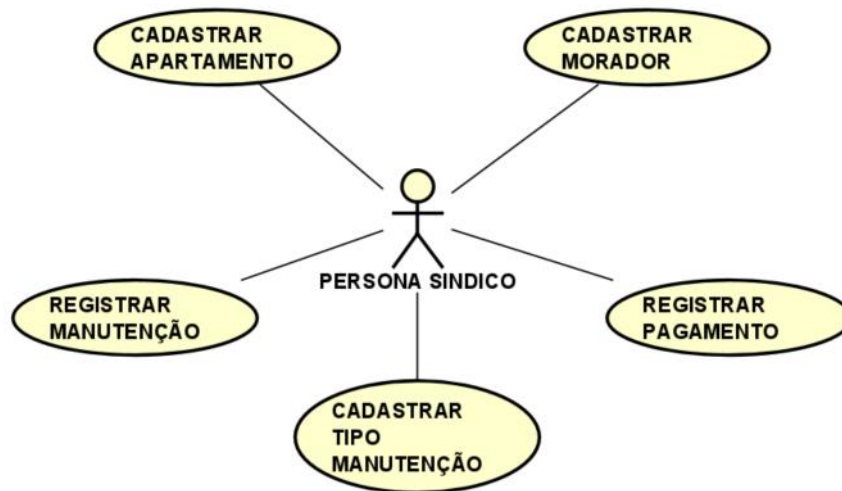 CADASTRAR
APARTAMENTO
CADASTRAR
MORADOR
PERSONA SINDICO
REGISTRAR
MANUTENÇÃO
REGISTRAR
PAGAMENTO
CADASTRAR
TIPO
MANUTENÇÃO